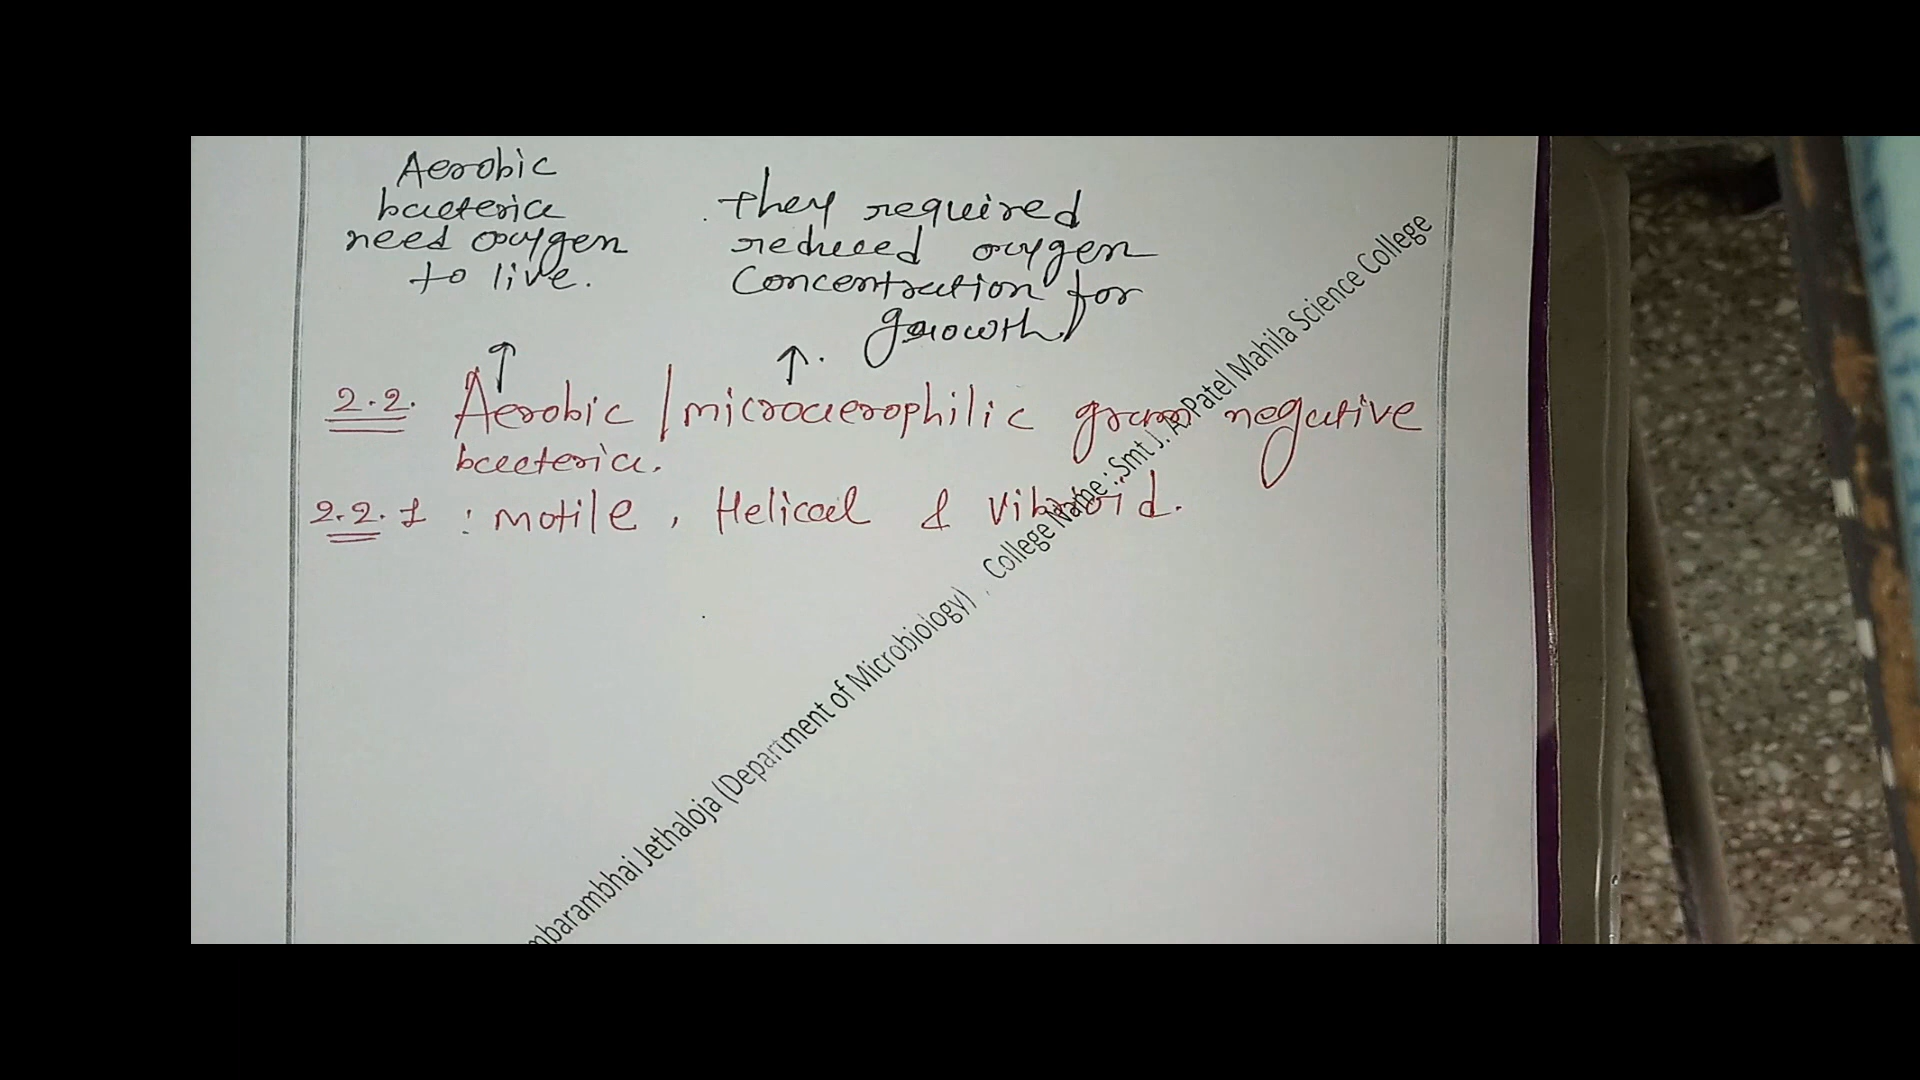 Aerobic
bacteria
need oxygen
to live.
they required
reduced oxygen
Concentration for
growth.
2.2. Aerobic / microaerophilic gram negative
bacteria.
2.2.1 : motile, Helical & Vibroid.
mbarambhai Jethaloja (Department of Microbiology) , College Name : Smt J. A. Patel Mahila Science College